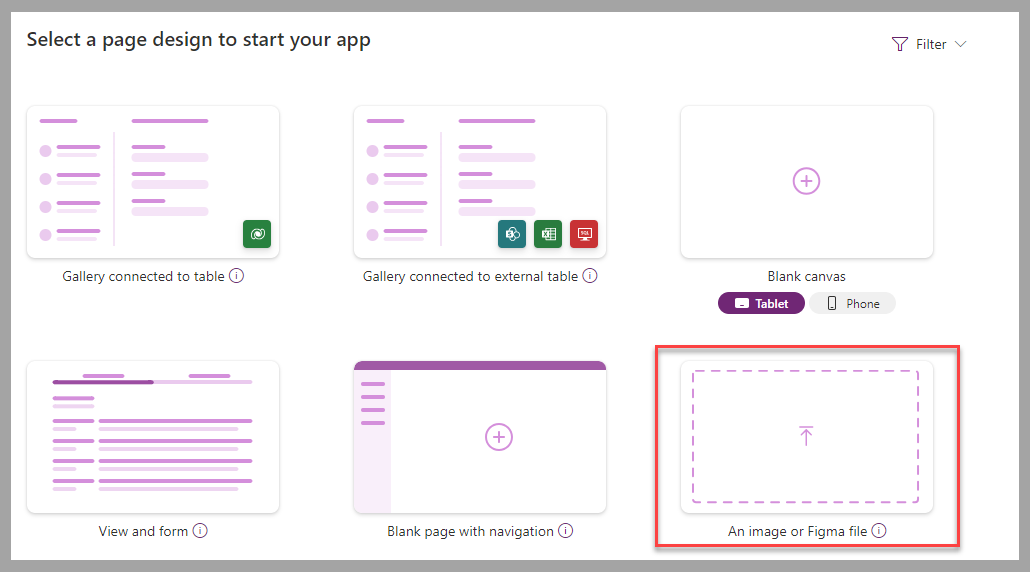 Select a page design to start your app
Filter
SQL
Gallery connected to table
Gallery connected to external table
Blank canvas
Tablet
Phone
View and form
Blank page with navigation
An image or Figma file